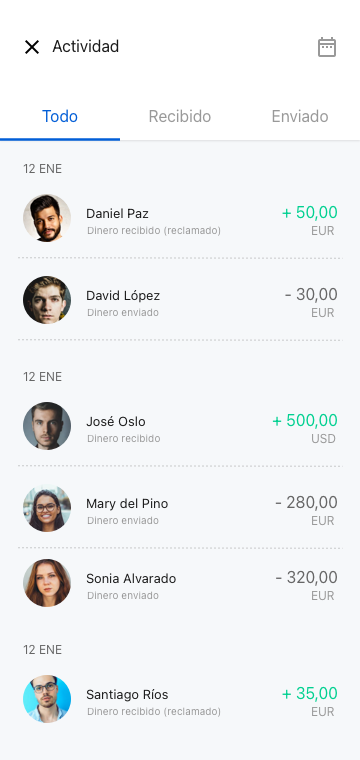 Actividad
Todo Recibido Enviado
12 ENE
Daniel Paz + 50,00
Dinero recibido (reclamado) EUR
David López - 30,00
Dinero enviado EUR
12 ENE
José Oslo + 500,00
Dinero recibido USD
Mary del Pino - 280,00
Dinero enviado EUR
Sonia Alvarado - 320,00
Dinero enviado EUR
12 ENE
Santiago Ríos + 35,00
Dinero recibido (reclamado) EUR